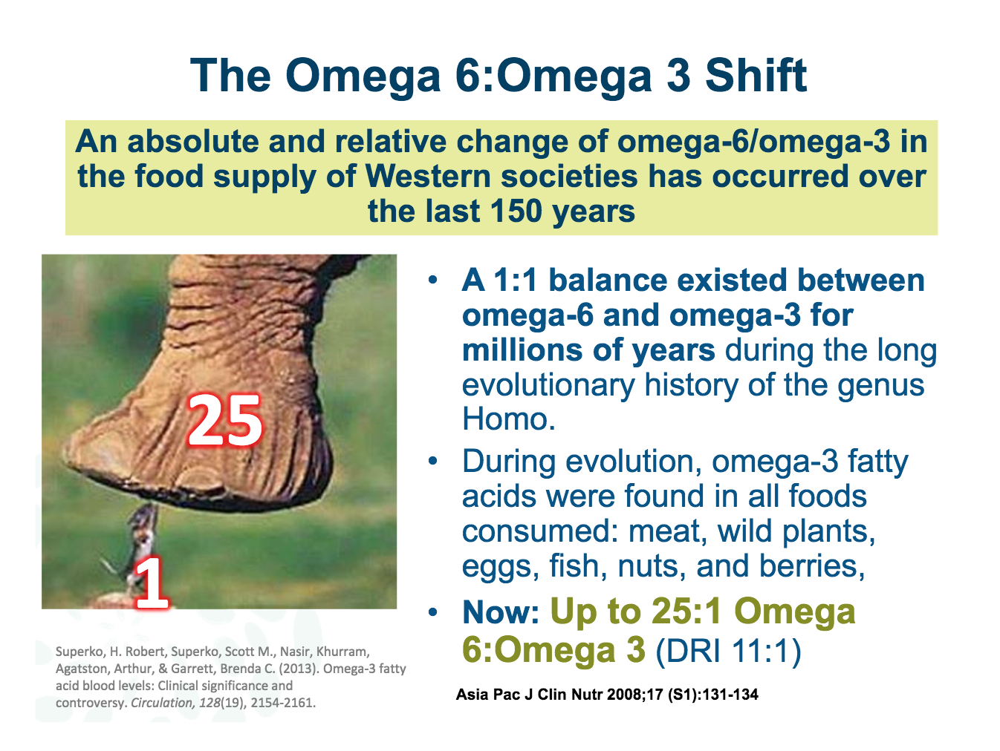 The Omega 6:Omega 3 Shift
An absolute and relative change of omega-6/omega-3 in
the food supply of Western societies has occurred over
the last 150 years
25
1
Superko, H. Robert, Superko, Scott M., Nasir, Khurram,
Agatston, Arthur, & Garrett, Brenda C. (2013). Omega-3 fatty
acid blood levels: Clinical significance and
controversy. Circulation, 128(19), 2154-2161.
• A 1:1 balance existed between
omega-6 and omega-3 for
millions of years during the long
evolutionary history of the genus
Homo.
• During evolution, omega-3 fatty
acids were found in all foods
consumed: meat, wild plants,
eggs, fish, nuts, and berries,
• Now: Up to 25:1 Omega
6:Omega 3 (DRI 11:1)
Asia Pac J Clin Nutr 2008;17 (S1):131-134